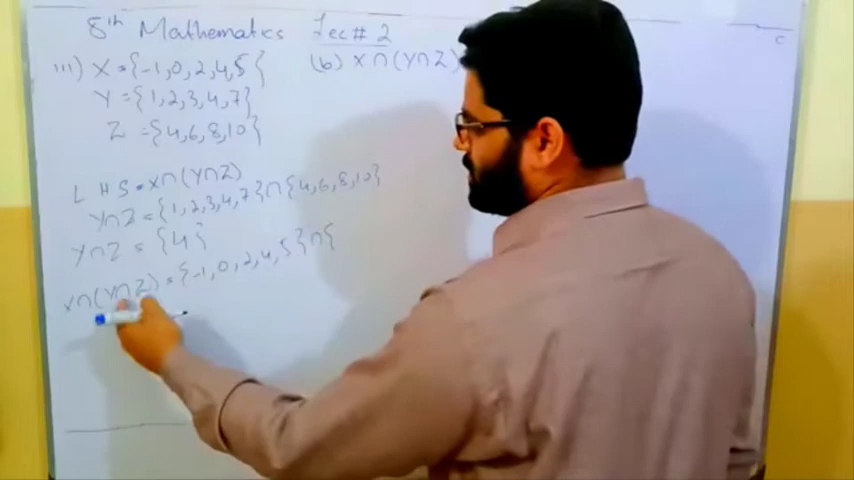 8th Mathematics Lec# 2
iii) X = {-1,0,2,4,5}
(b) X∩(Y∩Z)
Y = {1,2,3,4,7}
Z = {4,6,8,10}
L H S = X∩(Y∩Z)
Y∩Z = {1,2,3,4,7}∩{4,6,8,10}
Y∩Z = {4}
X∩(Y∩Z) = {-1,0,2,4,5}∩{